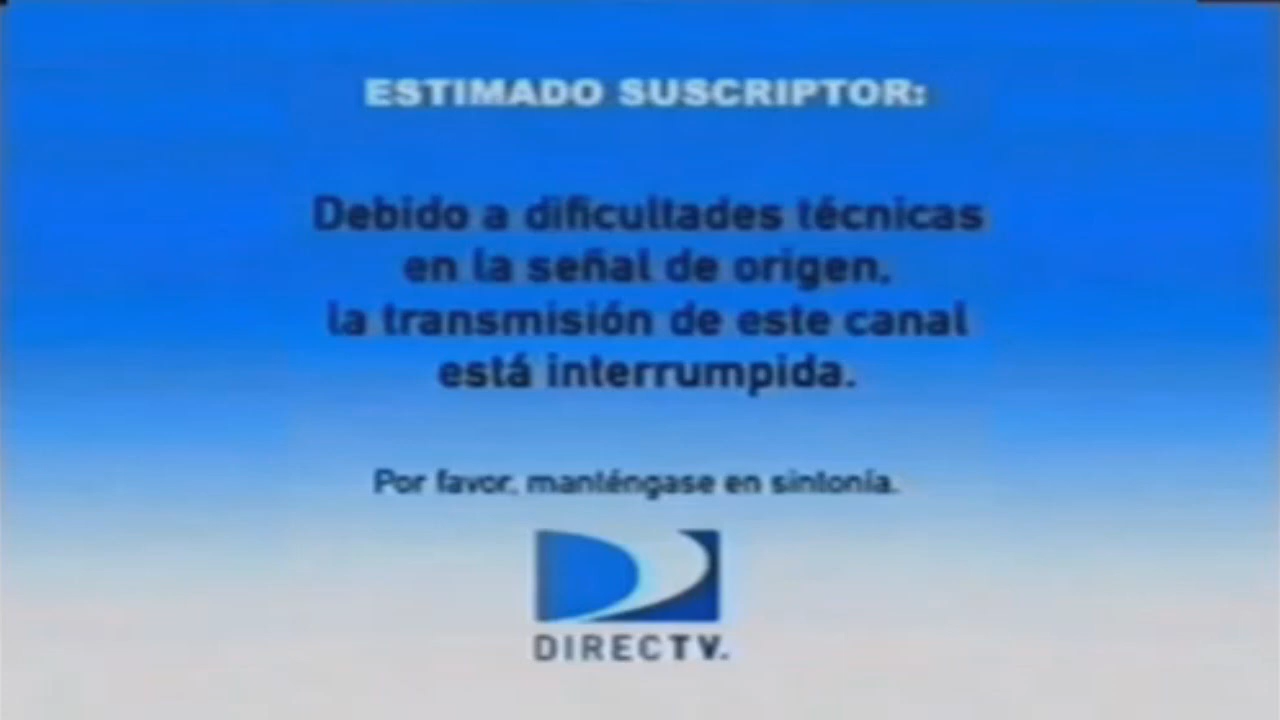 ESTIMADO SUSCRIPTOR:
Debido a dificultades técnicas
en la señal de origen,
la transmisión de este canal
está interrumpida.
Por favor, manténgase en sintonía.
DIRECTV.